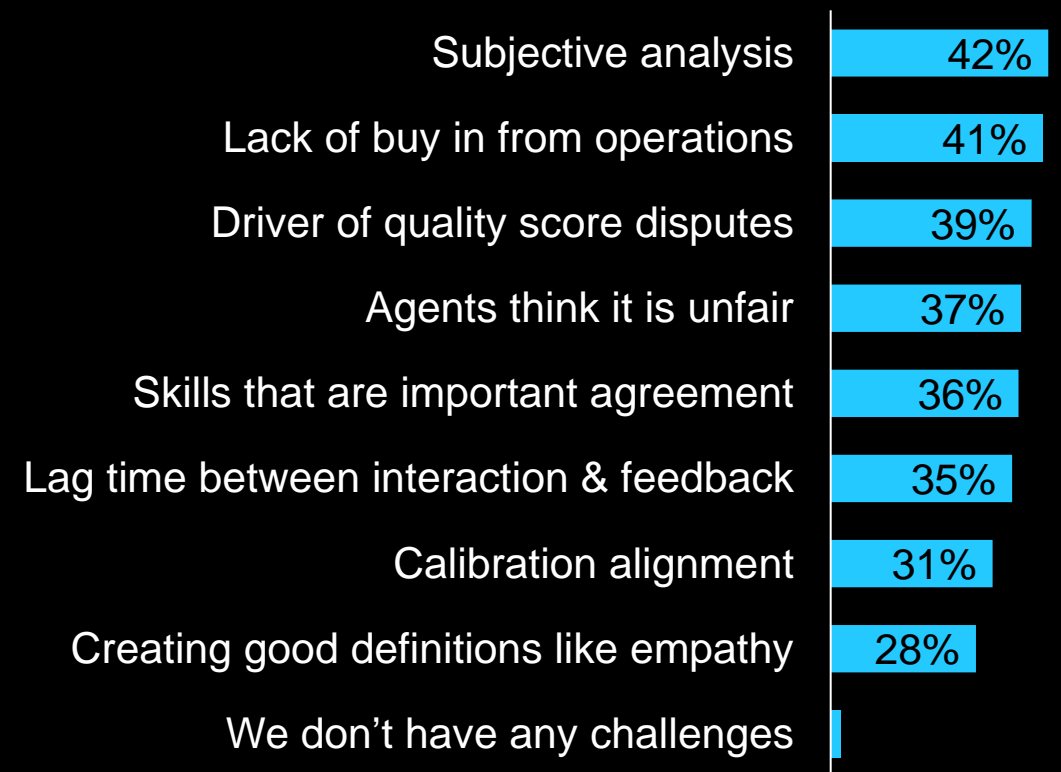 Subjective analysis 42%
Lack of buy in from operations 41%
Driver of quality score disputes 39%
Agents think it is unfair 37%
Skills that are important agreement 36%
Lag time between interaction & feedback 35%
Calibration alignment 31%
Creating good definitions like empathy 28%
We don’t have any challenges